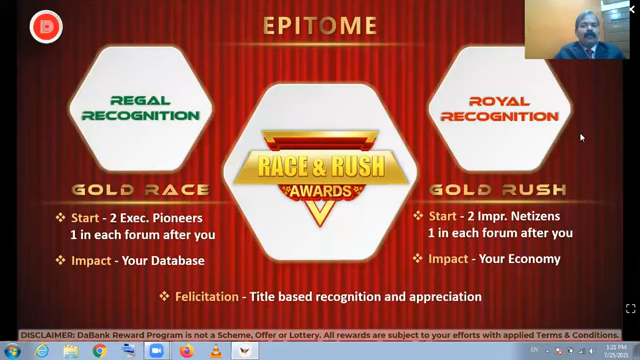 D
EPITOME
REGAL
RECOGNITION
ROYAL
RECOGNITION
RACE & RUSH
AWARDS
GOLD RACE
GOLD RUSH
❖ Start - 2 Exec. Pioneers
1 in each forum after you
❖ Impact - Your Database
❖ Start - 2 Impr. Netizens
1 in each forum after you
❖ Impact - Your Economy
❖ Felicitation - Title based recognition and appreciation
DISCLAIMER: DaBank Reward Program is not a Scheme, Offer or Lottery. All rewards are subject to your efforts with applied Terms & Conditions.
EN
1:21 PM
7/25/2021